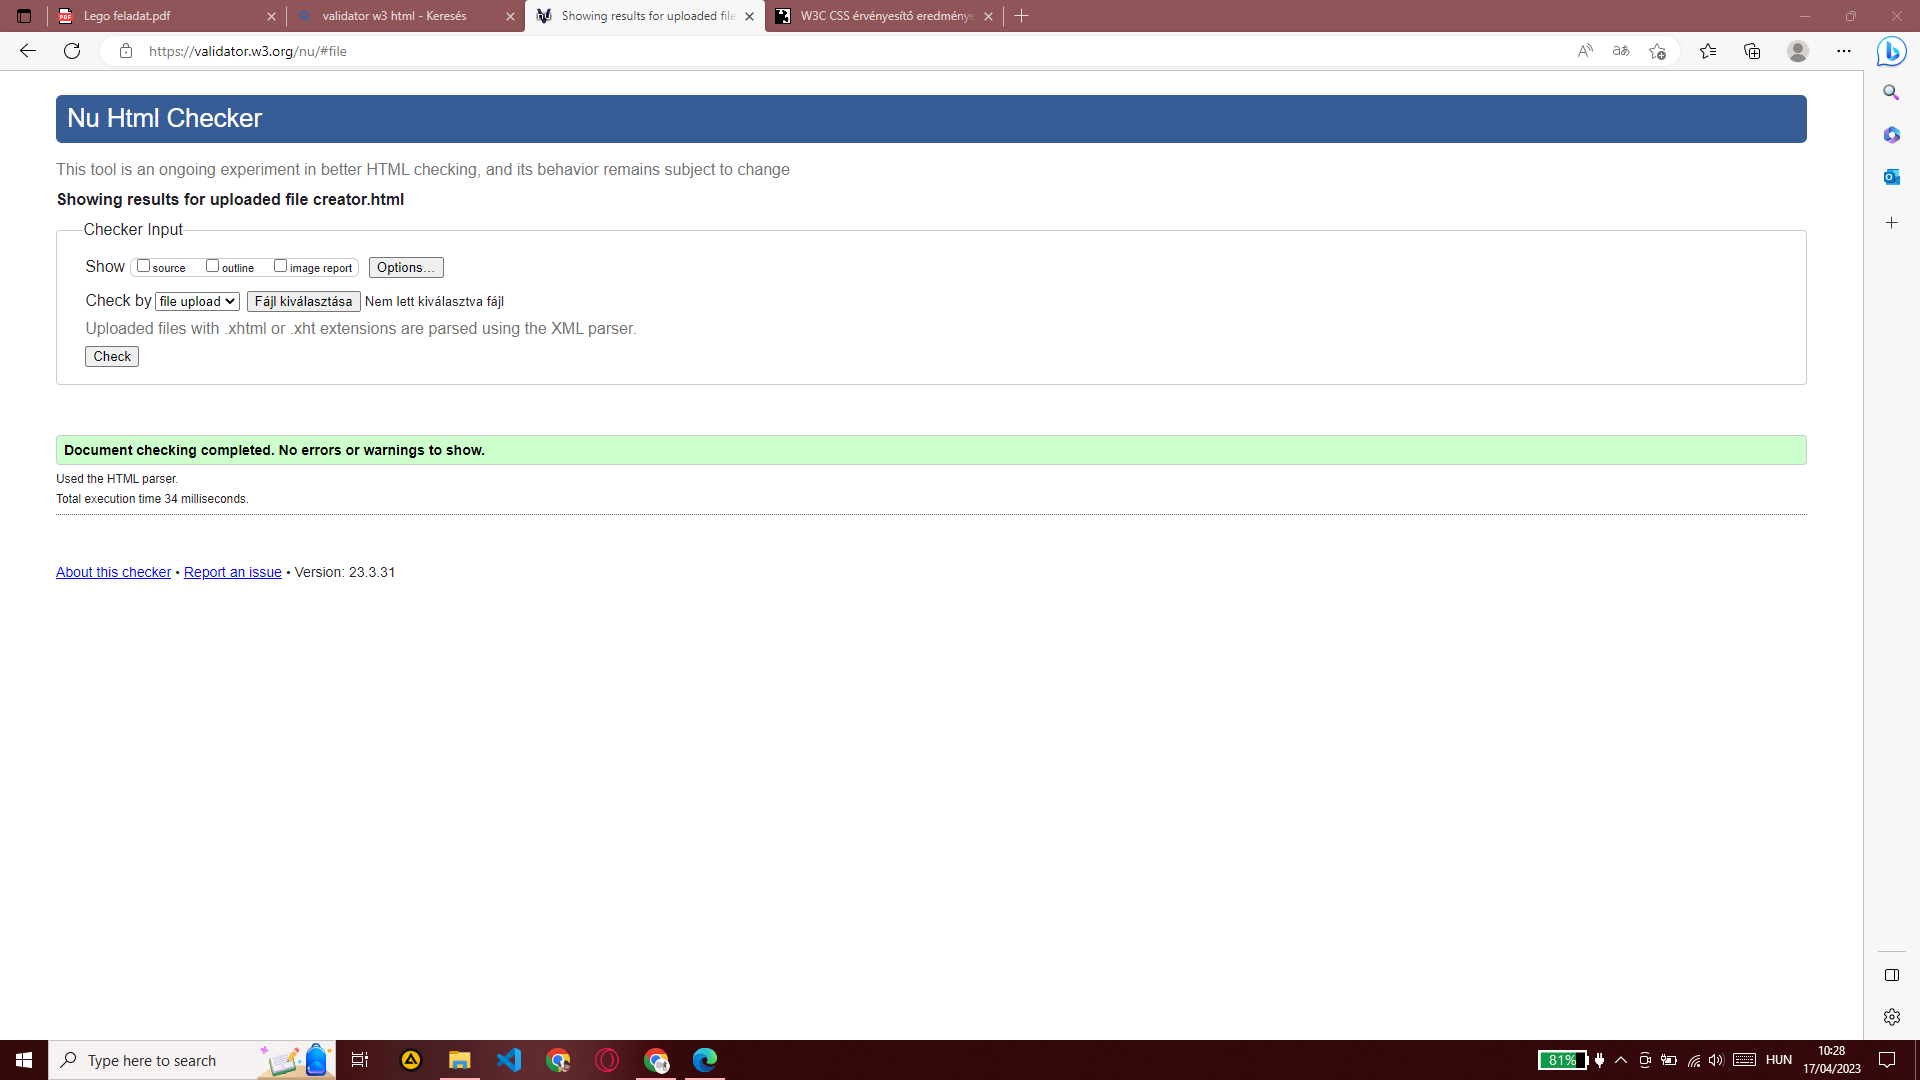 Lego feladat.pdf
validator w3 html - Keresés
Showing results for uploaded file
W3C CSS érvényesítő eredménye
https://validator.w3.org/nu/#file
Nu Html Checker
This tool is an ongoing experiment in better HTML checking, and its behavior remains subject to change
Showing results for uploaded file creator.html
Checker Input
Show source outline image report Options...
Check by file upload Fájl kiválasztása Nem lett kiválasztva fájl
Uploaded files with .xhtml or .xht extensions are parsed using the XML parser.
Check
Document checking completed. No errors or warnings to show.
Used the HTML parser.
Total execution time 34 milliseconds.
About this checker • Report an issue • Version: 23.3.31
Type here to search
81%
HUN
10:28
17/04/2023